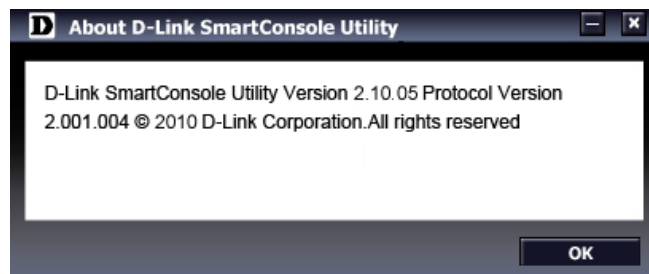 D About D-Link SmartConsole Utility
D-Link SmartConsole Utility Version 2.10.05 Protocol Version
2.001.004 © 2010 D-Link Corporation.All rights reserved
OK